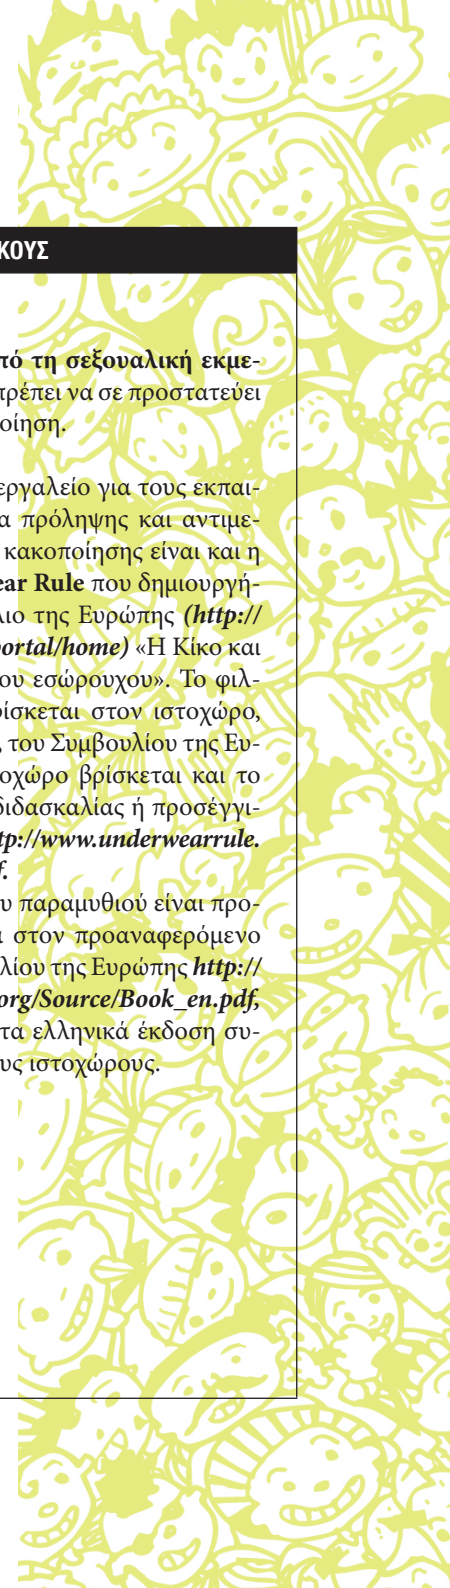 ΚΟΥΣ
πό τη σεξουαλική εκμε-
πρέπει να σε προστατεύει
οίηση.
εργαλείο για τους εκπαι-
α πρόληψης και αντιμε-
κακοποίησης είναι και η
ear Rule που δημιουργή-
λιο της Ευρώπης (http://
portal/home) «Η Κίκο και
ου εσώρουχου». Το φιλ-
ρίσκεται στον ιστοχώρο,
, του Συμβουλίου της Ευ-
οχώρο βρίσκεται και το
διδασκαλίας ή προσέγγι-
tp://www.underwearrule.
f.
υ παραμυθιού είναι προ-
ι στον προαναφερόμενο
λίου της Ευρώπης http://
org/Source/Book_en.pdf,
τα ελληνικά έκδοση συ-
υς ιστοχώρους.